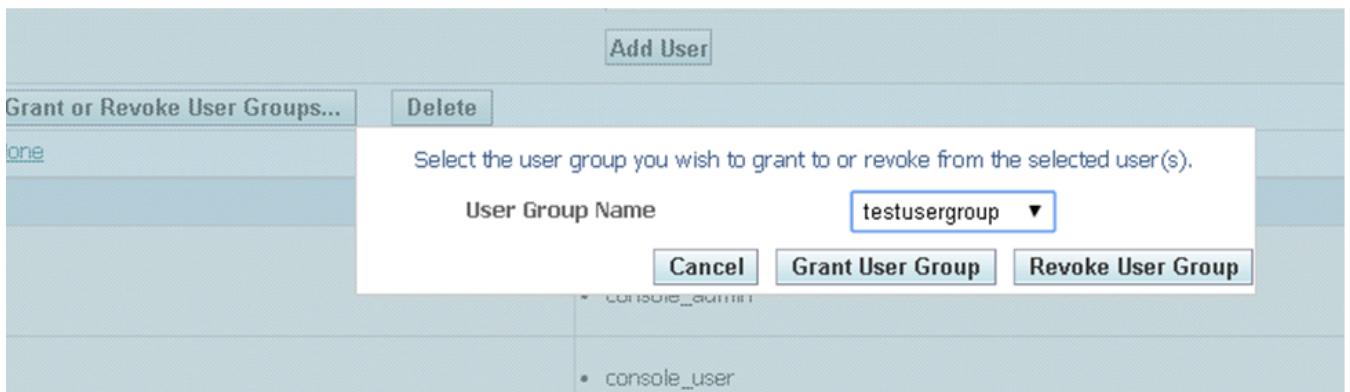 Add User
Grant or Revoke User Groups...
Delete
Select the user group you wish to grant to or revoke from the selected user(s).
User Group Name
testusergroup
Cancel
Grant User Group
Revoke User Group
console_admin
console_user